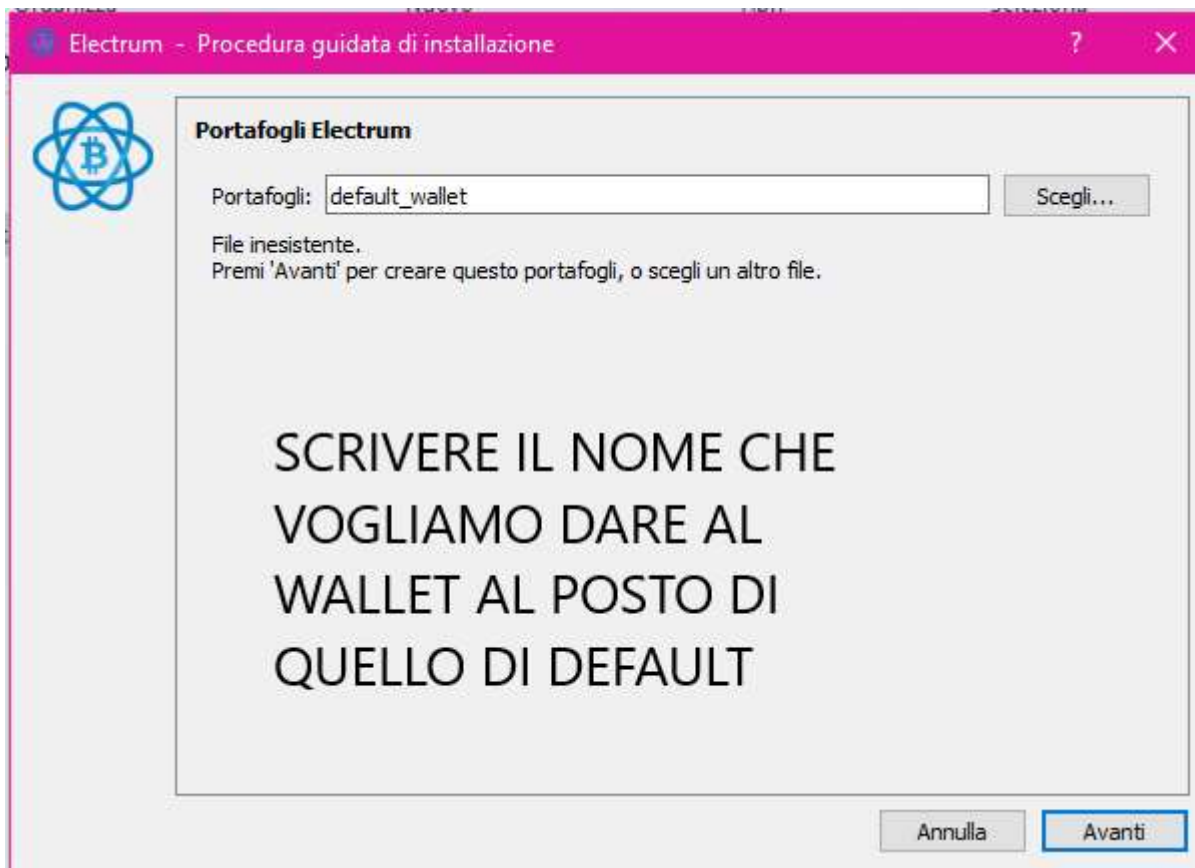 Electrum - Procedura guidata di installazione ? ×
Portafogli Electrum
Portafogli: default_wallet Scegli...
File inesistente.
Premi 'Avanti' per creare questo portafogli, o scegli un altro file.
SCRIVERE IL NOME CHE
VOGLIAMO DARE AL
WALLET AL POSTO DI
QUELLO DI DEFAULT
Annulla Avanti